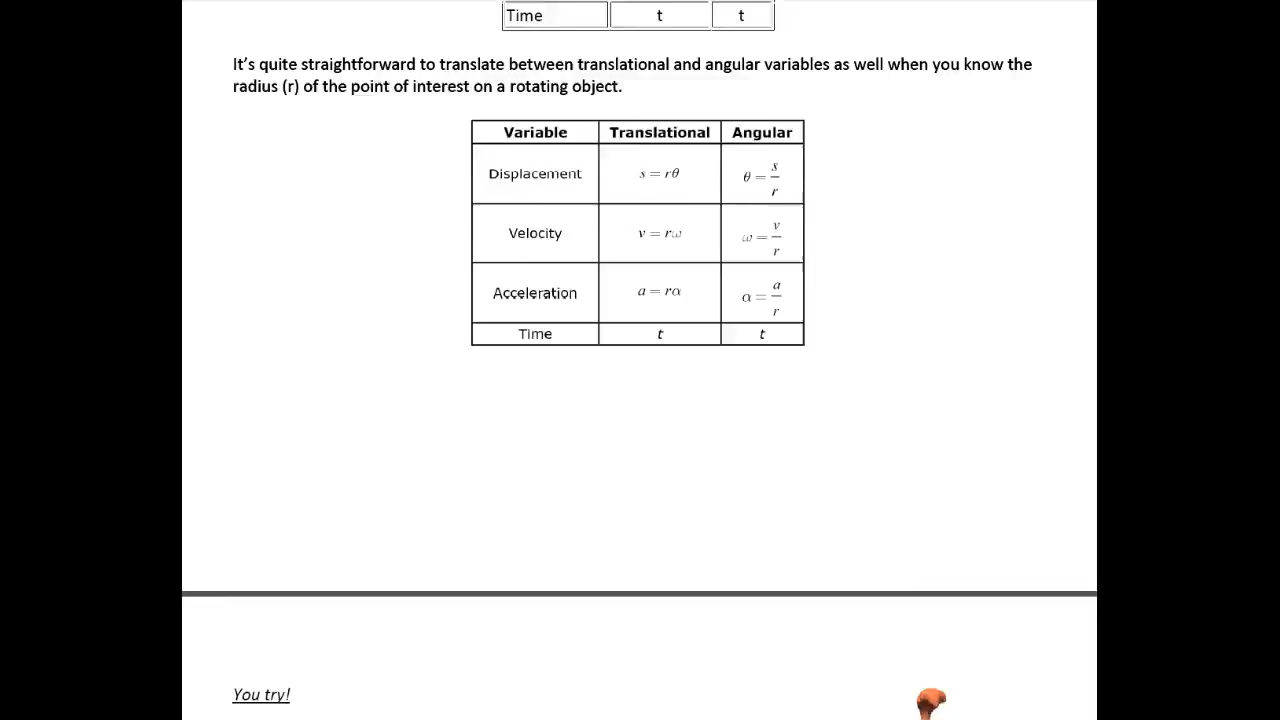 Time t t
It's quite straightforward to translate between translational and angular variables as well when you know the
radius (r) of the point of interest on a rotating object.
Variable Translational Angular
Displacement s = rθ θ = s/r
Velocity v = rω ω = v/r
Acceleration a = rα α = a/r
Time t t
You try!